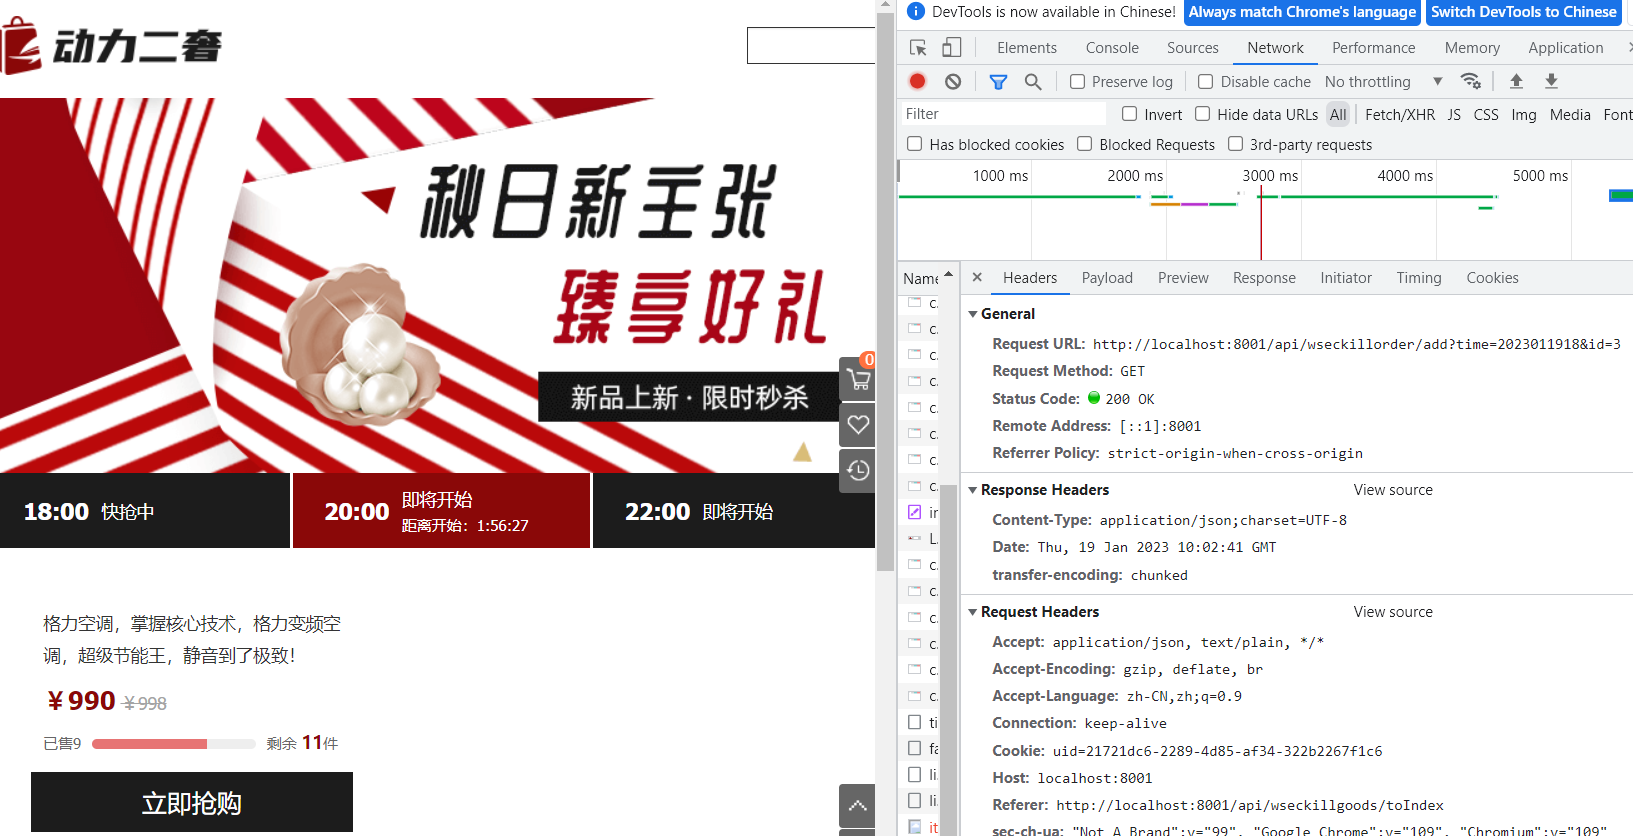 动力二奢
秋日新主张
臻享好礼
新品上新·限时秒杀
0
18:00 快抢中
20:00 即将开始
距离开始：1:56:27
22:00 即将开始
格力空调，掌握核心技术，格力变频空
调，超级节能王，静音到了极致！
￥990 ￥998
已售9 剩余 11件
立即抢购
DevTools is now available in Chinese! Always match Chrome's language Switch DevTools to Chinese
Elements Console Sources Network Performance Memory Application
Preserve log Disable cache No throttling
Filter Invert Hide data URLs All Fetch/XHR JS CSS Img Media Font
Has blocked cookies Blocked Requests 3rd-party requests
1000 ms 2000 ms 3000 ms 4000 ms 5000 ms
Name × Headers Payload Preview Response Initiator Timing Cookies
General
Request URL: http://localhost:8001/api/wseckillorder/add?time=2023011918&id=3
Request Method: GET
Status Code: 200 OK
Remote Address: [::1]:8001
Referrer Policy: strict-origin-when-cross-origin
Response Headers View source
Content-Type: application/json;charset=UTF-8
Date: Thu, 19 Jan 2023 10:02:41 GMT
transfer-encoding: chunked
Request Headers View source
Accept: application/json, text/plain, */*
Accept-Encoding: gzip, deflate, br
Accept-Language: zh-CN,zh;q=0.9
Connection: keep-alive
Cookie: uid=21721dc6-2289-4d85-af34-322b2267f1c6
Host: localhost:8001
Referer: http://localhost:8001/api/wseckillgoods/toIndex
sec-ch-ua: "Not A Brand";v="99", "Google Chrome";v="109", "Chromium";v="109"